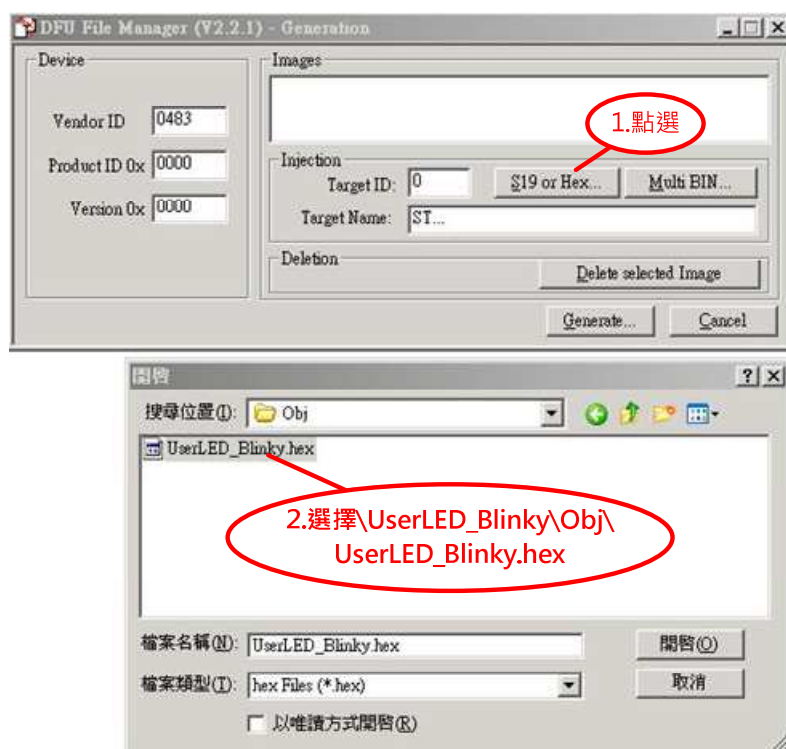 DFU File Manager (V2.2.1) - Generation
Device
Vendor ID 0483
Product ID 0x 0000
Version 0x 0000
Images
1.點選
Injection
Target ID: 0 S19 or Hex... Multi BIN...
Target Name: ST...
Deletion
Delete selected Image
Generate... Cancel
開啓
搜尋位置(I): Obj
UserLED_Blinky.hex
2.選擇\UserLED_Blinky\Obj\
UserLED_Blinky.hex
檔案名稱(N): UserLED_Blinky.hex 開啓(O)
檔案類型(T): hex Files (*.hex) 取消
以唯讀方式開啓(R)